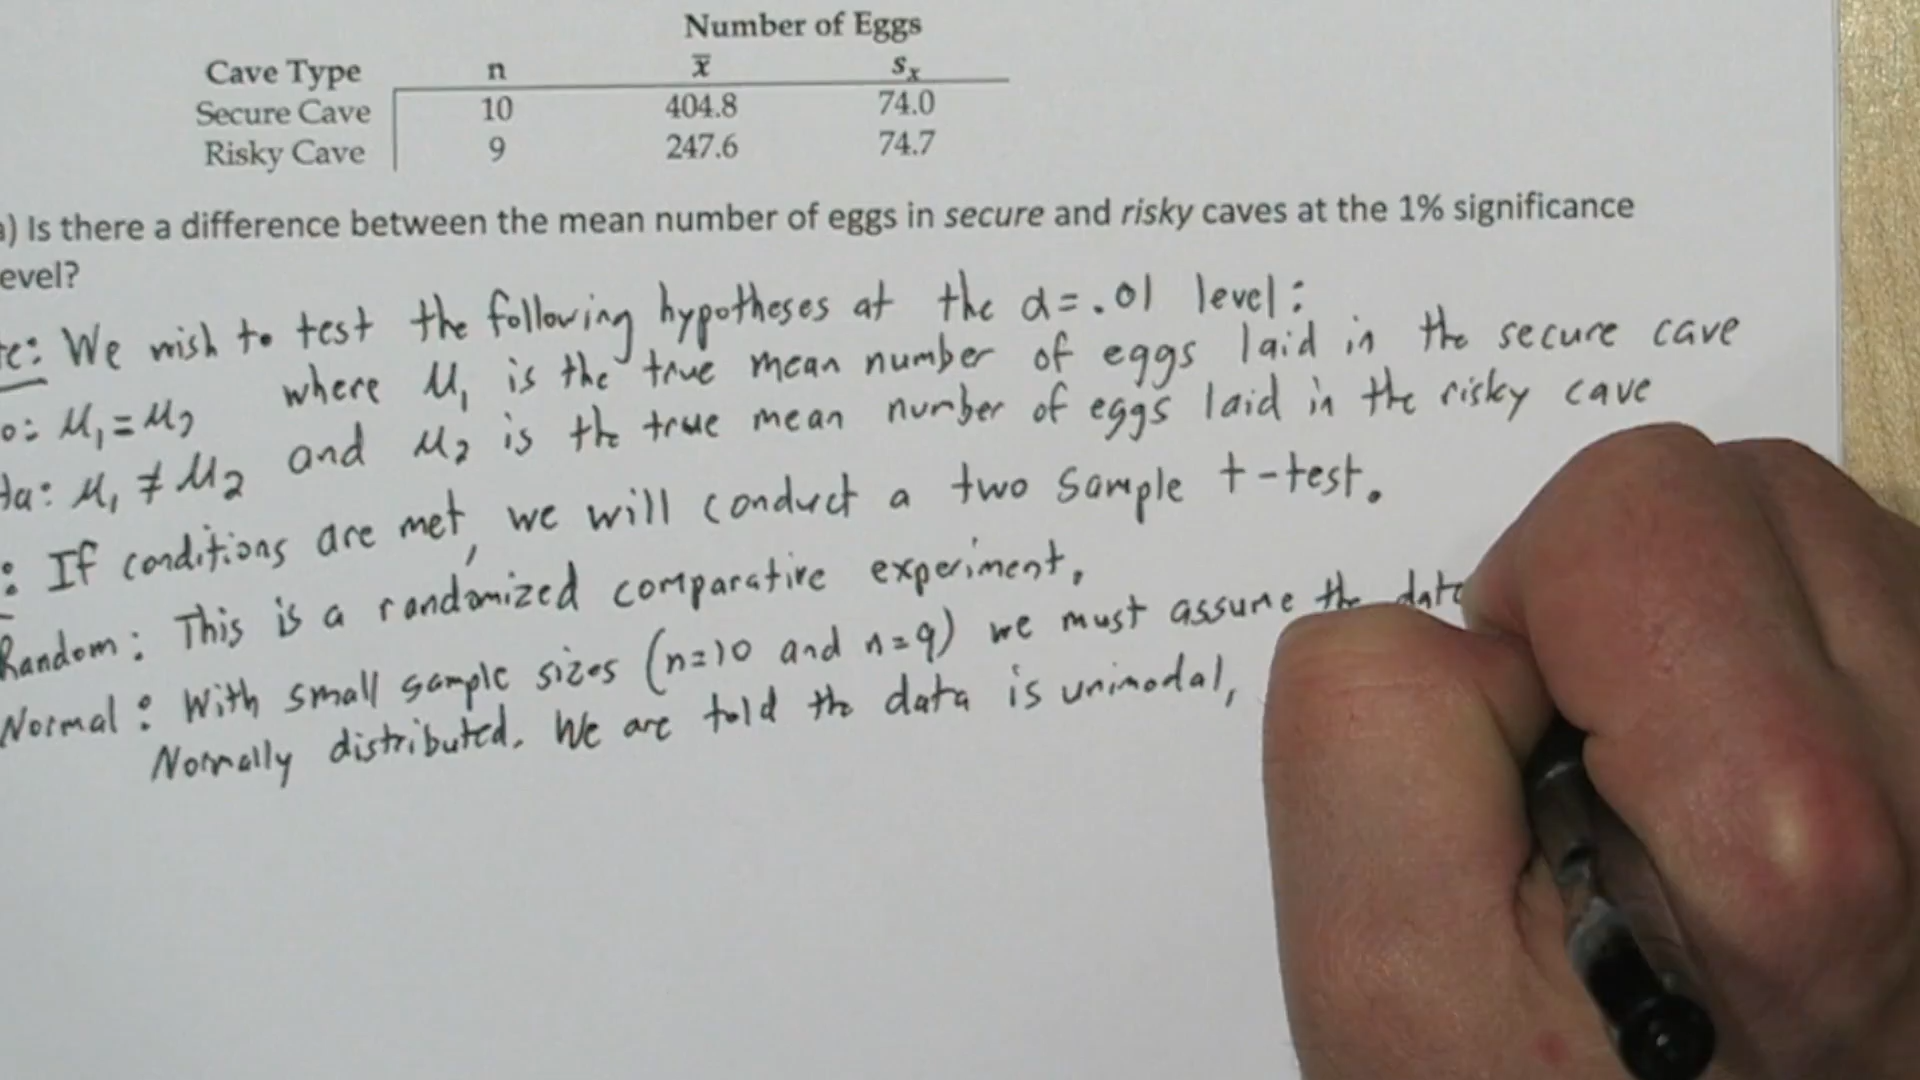 Number of Eggs
Cave Type n x̅ sₓ
Secure Cave 10 404.8 74.0
Risky Cave 9 247.6 74.7
) Is there a difference between the mean number of eggs in secure and risky caves at the 1% significance
evel?
We wish to test the following hypotheses at the α=.01 level:
o: μ₁=μ₂ where μ₁ is the true mean number of eggs laid in the secure cave
Ha: μ₁≠μ₂ and μ₂ is the true mean number of eggs laid in the risky cave
: If conditions are met, we will conduct a two sample t-test.
Random: This is a randomized comparative experiment.
Normal: With small sample sizes (n=10 and n=9) we must assume the data
Normally distributed. We are told the data is unimodal,